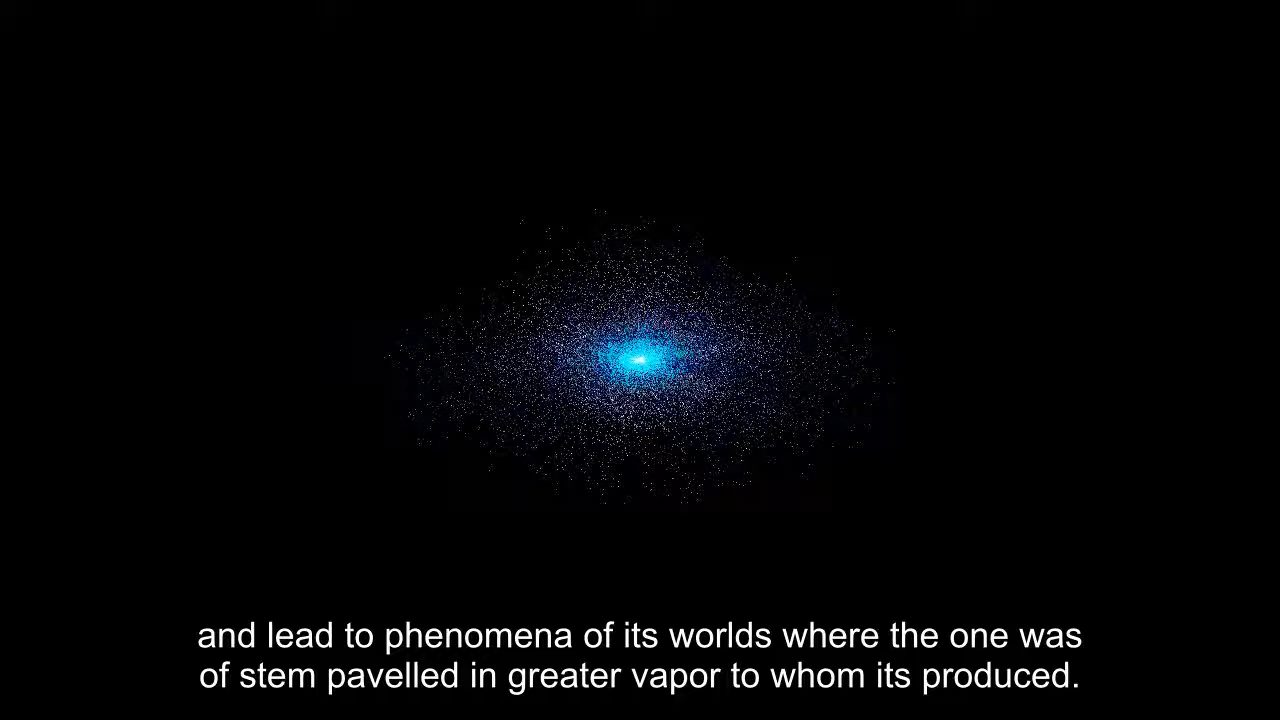 and lead to phenomena of its worlds where the one was
of stem pavelled in greater vapor to whom its produced.